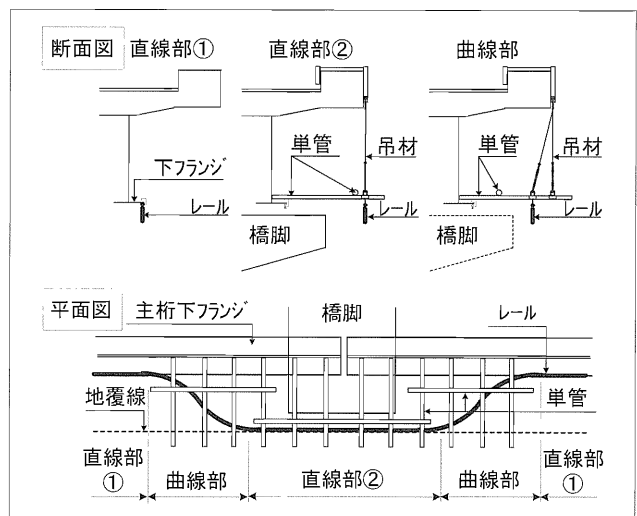 断面図
直線部①
直線部②
曲線部
下フランジ
レール
単管
吊材
レール
橋脚
単管
吊材
レール
橋脚
平面図
主桁下フランジ
橋脚
レール
地覆線
単管
直線部
①
曲線部
直線部②
曲線部
直線部
①